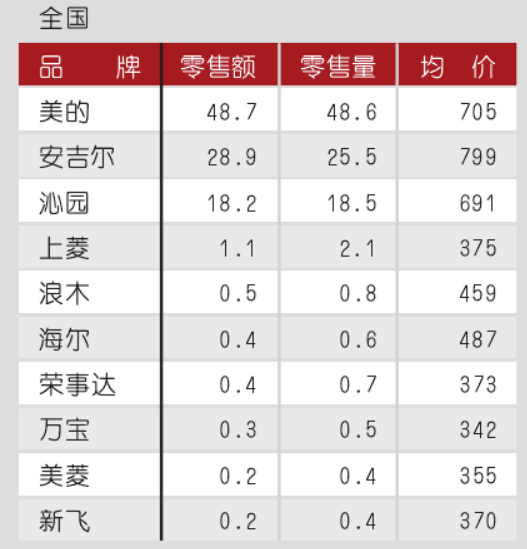 全国
品 牌 零售额 零售量 均 价
美的 48.7 48.6 705
安吉尔 28.9 25.5 799
沁园 18.2 18.5 691
上菱 1.1 2.1 375
浪木 0.5 0.8 459
海尔 0.4 0.6 487
荣事达 0.4 0.7 373
万宝 0.3 0.5 342
美菱 0.2 0.4 355
新飞 0.2 0.4 370